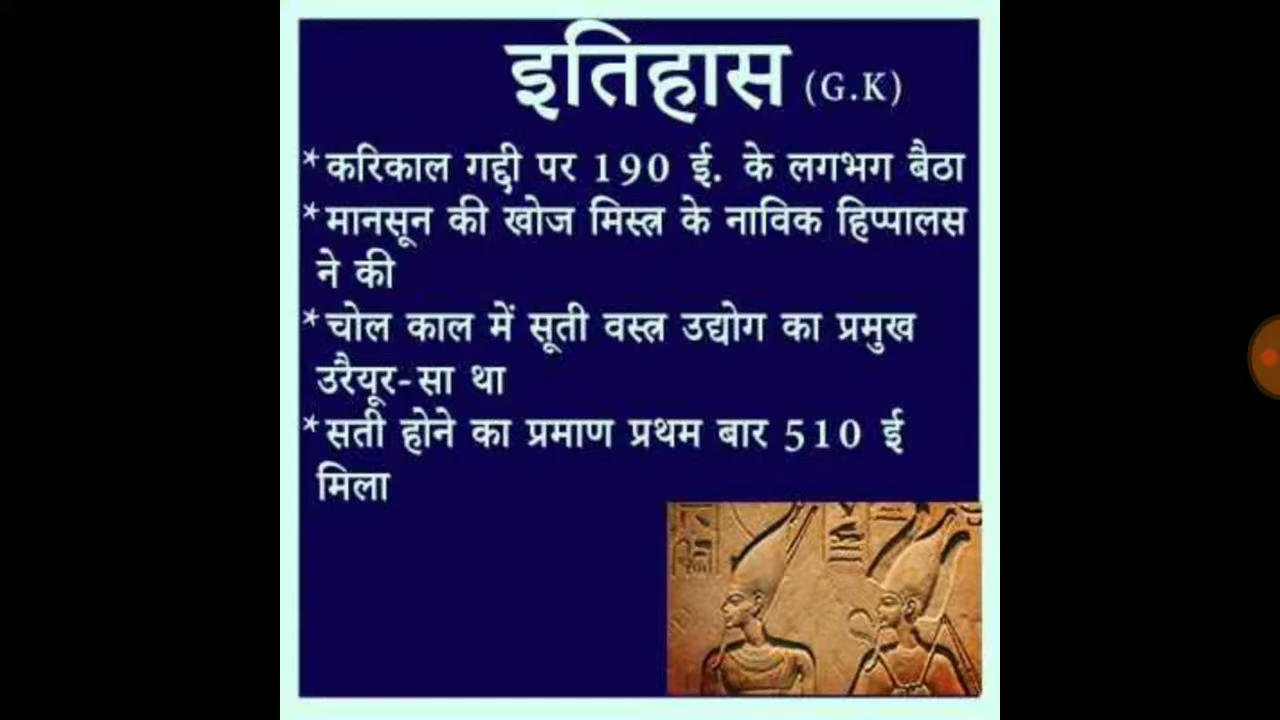 इतिहास (G.K)
*करिकाल गद्दी पर 190 ई. के लगभग बैठा
*मानसून की खोज मिस्त्र के नाविक हिप्पालस
ने की
*चोल काल में सूती वस्त्र उद्योग का प्रमुख
उरैयूर-सा था
*सती होने का प्रमाण प्रथम बार 510 ई
मिला